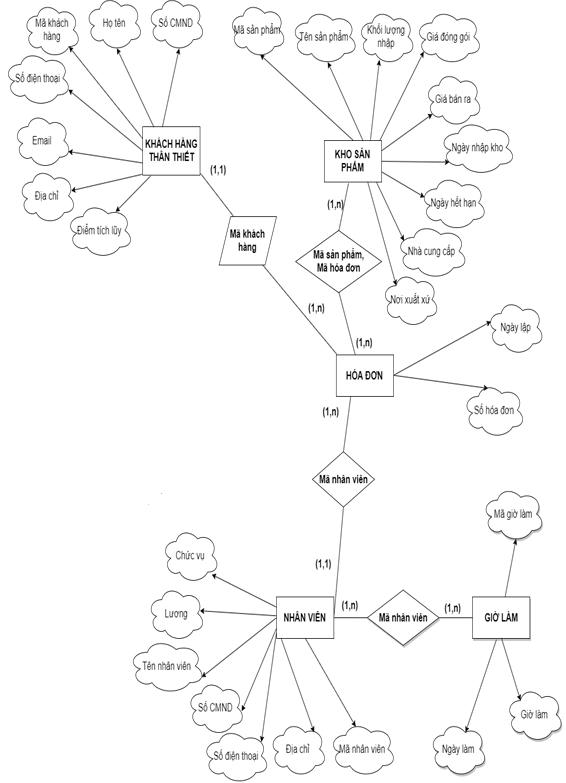 Mã khách
hàng
Họ tên
Số CMND
Số điện thoại
Email
Địa chỉ
Điểm tích lũy
KHÁCH HÀNG
THÂN THIẾT
(1,1)
Mã khách
hàng
(1,n)
Mã sản phẩm
Tên sản phẩm
Khối lượng
nhập
Giá đóng gói
Giá bán ra
Ngày nhập kho
Ngày hết hạn
Nhà cung cấp
Nơi xuất xứ
KHO SẢN
PHẨM
(1,n)
Mã sản phẩm,
Mã hóa đơn
(1,n)
HÓA ĐƠN
Ngày lập
Số hóa đơn
(1,n)
Mã nhân viên
(1,1)
Chức vụ
Lương
Tên nhân viên
Số CMND
Số điện thoại
Địa chỉ
Mã nhân viên
NHÂN VIÊN
(1,n)
Mã nhân viên
(1,n)
GIỜ LÀM
Mã giờ làm
Giờ làm
Ngày làm